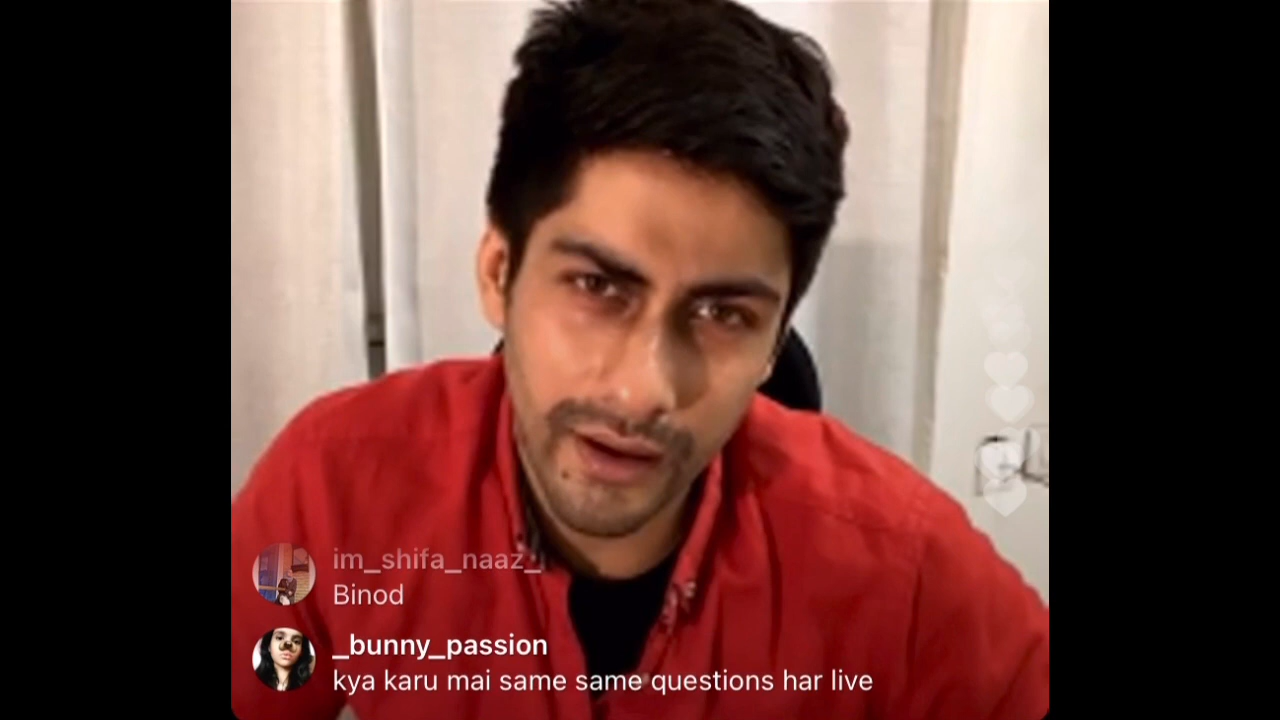 im_shifa_naaz_
Binod
_bunny_passion
kya karu mai same same questions har live